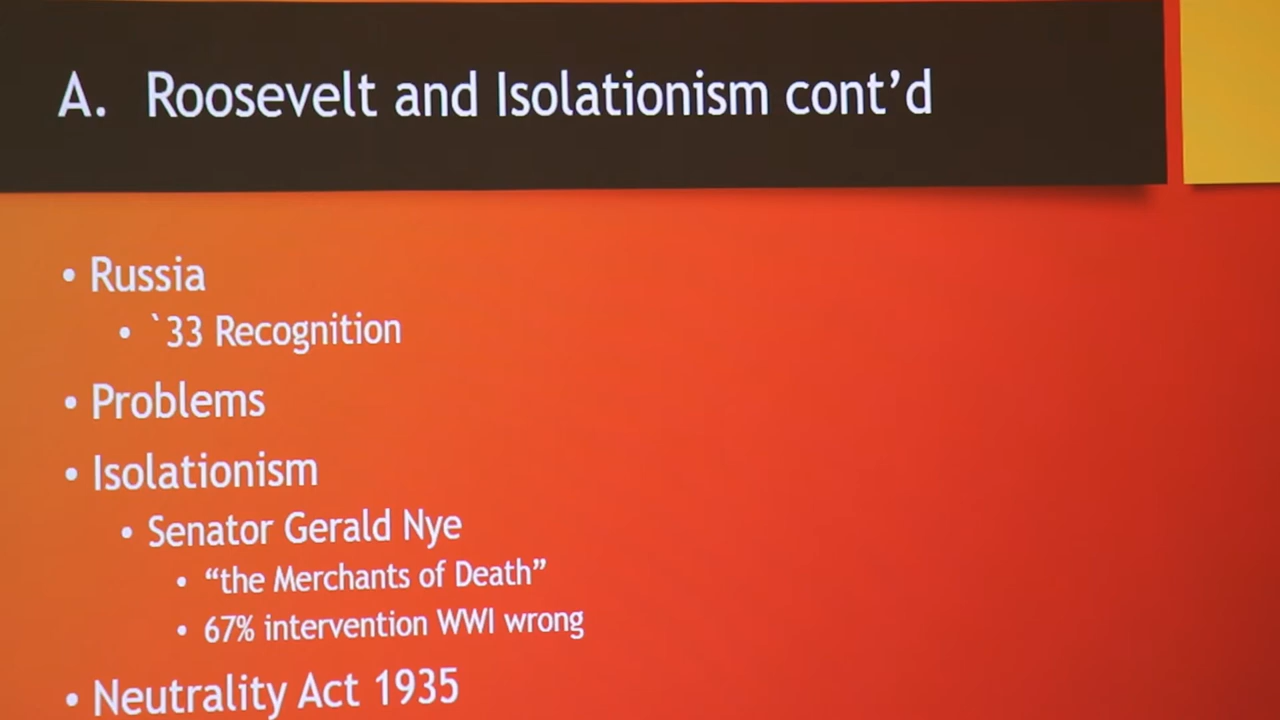 A. Roosevelt and Isolationism cont’d
• Russia
• `33 Recognition
• Problems
• Isolationism
• Senator Gerald Nye
• “the Merchants of Death”
• 67% intervention WWI wrong
• Neutrality Act 1935